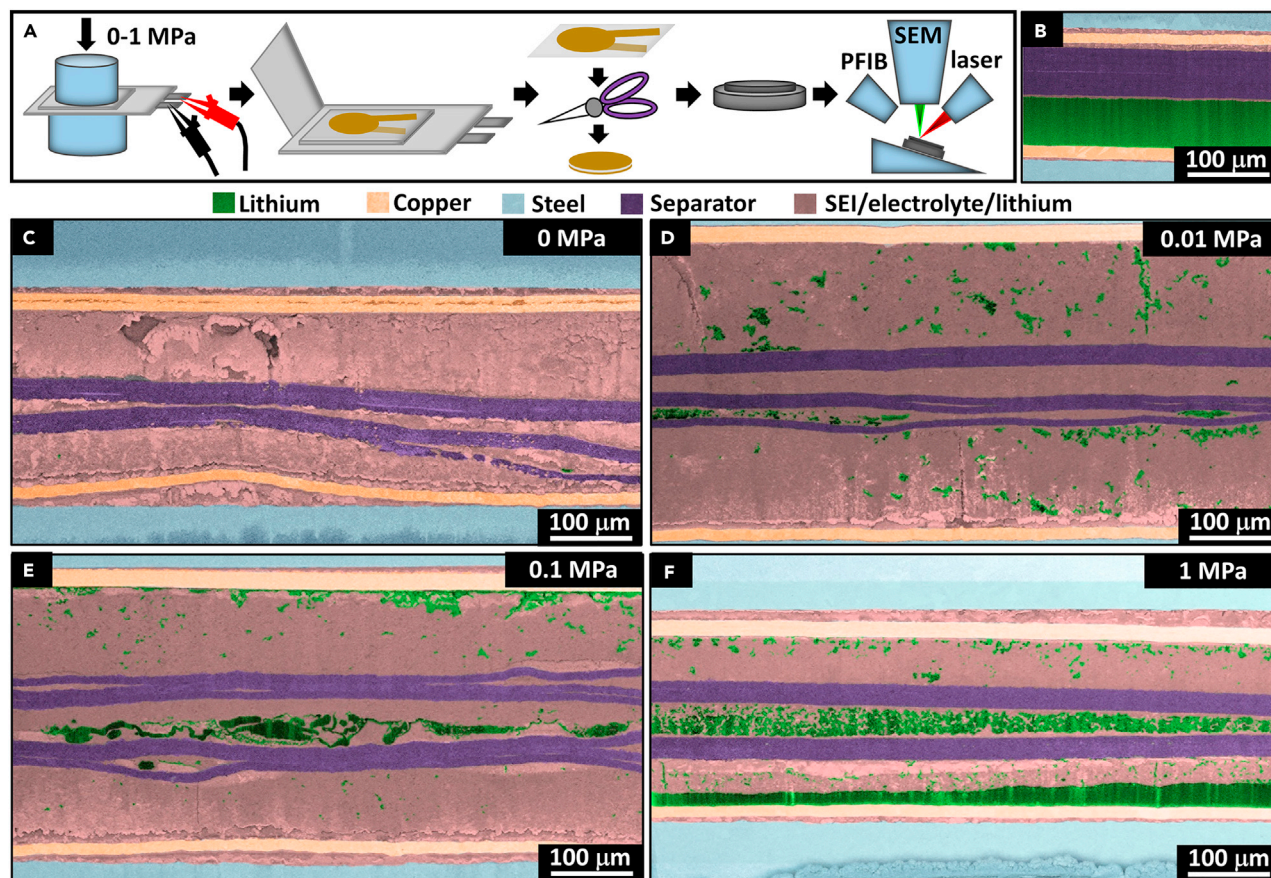 A
0-1 MPa
SEM
PFIB
laser
B
100 μm
Lithium
Copper
Steel
Separator
SEI/electrolyte/lithium
C
0 MPa
100 μm
D
0.01 MPa
100 μm
E
0.1 MPa
100 μm
F
1 MPa
100 μm